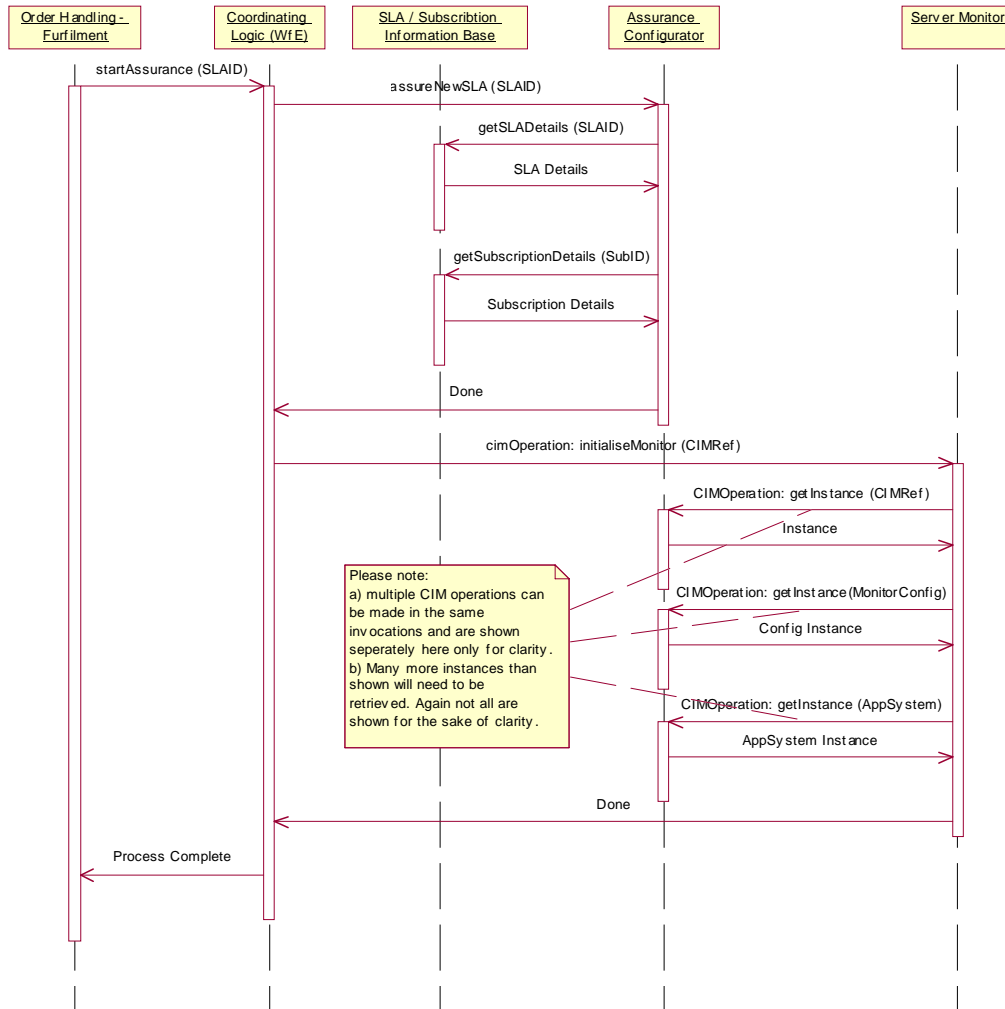 Order Handling -
Furfilment
Coordinating
Logic (WfE)
SLA / Subscribtion
Information Base
Assurance
Configurator
Server Monitor
startAssurance (SLAID)
assureNewSLA (SLAID)
getSLADetails (SLAID)
SLA Details
getSubscriptionDetails (SubID)
Subscription Details
Done
cimOperation: initialiseMonitor (CIMRef)
CIMOperation: getInstance (CIMRef)
Instance
Please note:
a) multiple CIM operations can
be made in the same
invocations and are shown
seperately here only for clarity.
b) Many more instances than
shown will need to be
retrieved. Again not all are
shown for the sake of clarity.
CIMOperation: getInstance(MonitorConfig)
Config Instance
CIMOperation: getInstance (AppSystem)
AppSystem Instance
Done
Process Complete